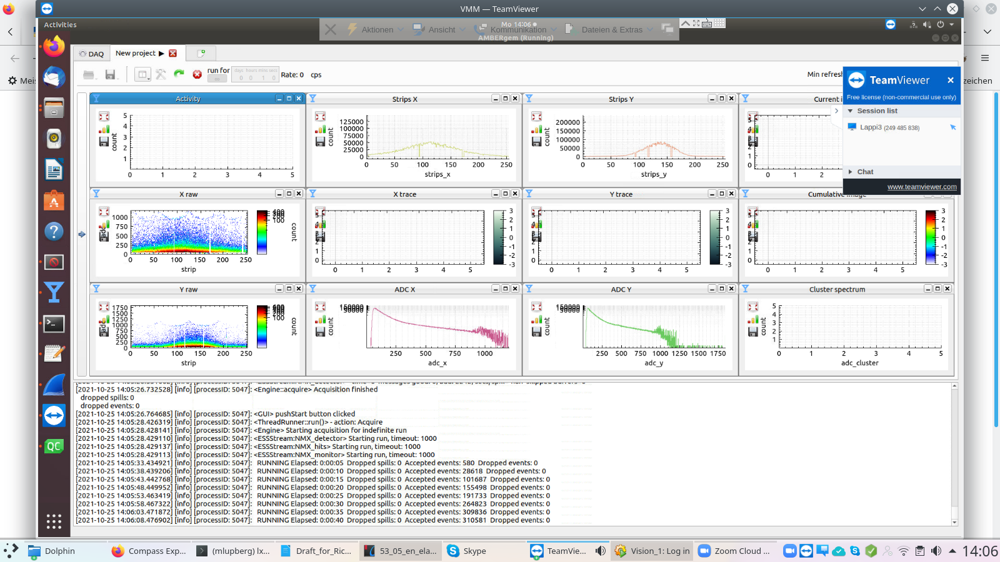 VMM — TeamViewer
Activities
Mo 14:06
Aktionen
Ansicht
Kommunikation
Dateien & Extras
AMBERgem (Running)
DAQ
New project
run for
days hours mins secs
∞
0 0 1 0
Rate: 0 cps
Min refresh
TeamViewer
Free license (non-commercial use only)
Session list
Lappi3 (249 485 838)
Chat
www.teamviewer.com
Meis
zeichen
Activity
count
5
4
3
2
1
0 1 2 3 4 5
Strips X
count
125000
100000
75000
50000
25000
0
0 50 100 150 200 250
strips_x
Strips Y
count
200000
150000
100000
50000
0
0 50 100 150 200 250
strips_y
Current i
5
4
3
2
1
0
0 1 2
X raw
1000
750
500
250
0
0 50 100 150 200 250
strip
400
200
100
count
X trace
5
4
3
2
1
0
0 1 2 3 4 5
3
2
1
0
-1
-2
-3
Y trace
5
4
3
2
1
0
0 1 2 3 4 5
3
2
1
0
-1
-2
-3
Cumulative image
5
4
3
2
1
0
0 1 2 3 4 5
3
2
1
0
-1
-2
-3
Y raw
1750
1500
1250
1000
750
500
250
0
0 50 100 150 200 250
strip
600
100
count
ADC X
count
150000
90000
250 500 750 1000
adc_x
ADC Y
count
150000
90000
250 500 750 1000 1250 1500 1750
adc_y
Cluster spectrum
count
5
4
3
2
1
0 1 2 3 4 5
adc_cluster
[2021-10-25 14:05:26.732528] [info] [processID: 5047]: <Engine::acquire> Acquisition finished
dropped spills: 0
dropped events: 0
[2021-10-25 14:05:26.764685] [info] [processID: 5047]: <GUI> pushStart button clicked
[2021-10-25 14:05:28.426319] [info] [processID: 5047]: <ThreadRunner::run()> - action: Acquire
[2021-10-25 14:05:28.428141] [info] [processID: 5047]: <Engine> Starting acquisition for indefinite run
[2021-10-25 14:05:28.429110] [info] [processID: 5047]: <ESSStream:NMX_detector> Starting run, timeout: 1000
[2021-10-25 14:05:28.429137] [info] [processID: 5047]: <ESSStream:NMX_hits> Starting run, timeout: 1000
[2021-10-25 14:05:28.429113] [info] [processID: 5047]: <ESSStream:NMX_monitor> Starting run, timeout: 1000
[2021-10-25 14:05:33.434921] [info] [processID: 5047]: RUNNING Elapsed: 0:00:05 Dropped spills: 0 Accepted events: 580 Dropped events: 0
[2021-10-25 14:05:38.439206] [info] [processID: 5047]: RUNNING Elapsed: 0:00:10 Dropped spills: 0 Accepted events: 28618 Dropped events: 0
[2021-10-25 14:05:43.442768] [info] [processID: 5047]: RUNNING Elapsed: 0:00:15 Dropped spills: 0 Accepted events: 101687 Dropped events: 0
[2021-10-25 14:05:48.449952] [info] [processID: 5047]: RUNNING Elapsed: 0:00:20 Dropped spills: 0 Accepted events: 155498 Dropped events: 0
[2021-10-25 14:05:53.463419] [info] [processID: 5047]: RUNNING Elapsed: 0:00:25 Dropped spills: 0 Accepted events: 191733 Dropped events: 0
[2021-10-25 14:05:58.467322] [info] [processID: 5047]: RUNNING Elapsed: 0:00:30 Dropped spills: 0 Accepted events: 264823 Dropped events: 0
[2021-10-25 14:06:03.471872] [info] [processID: 5047]: RUNNING Elapsed: 0:00:35 Dropped spills: 0 Accepted events: 309836 Dropped events: 0
[2021-10-25 14:06:08.476902] [info] [processID: 5047]: RUNNING Elapsed: 0:00:40 Dropped spills: 0 Accepted events: 310581 Dropped events: 0
QC
Dolphin
Compass Exp...
(mlupberg) lx...
Draft_for_Ric...
53_05_en_ela...
Skype
TeamVie...
Vision_1: Log in
Zoom Cloud ...
14:06